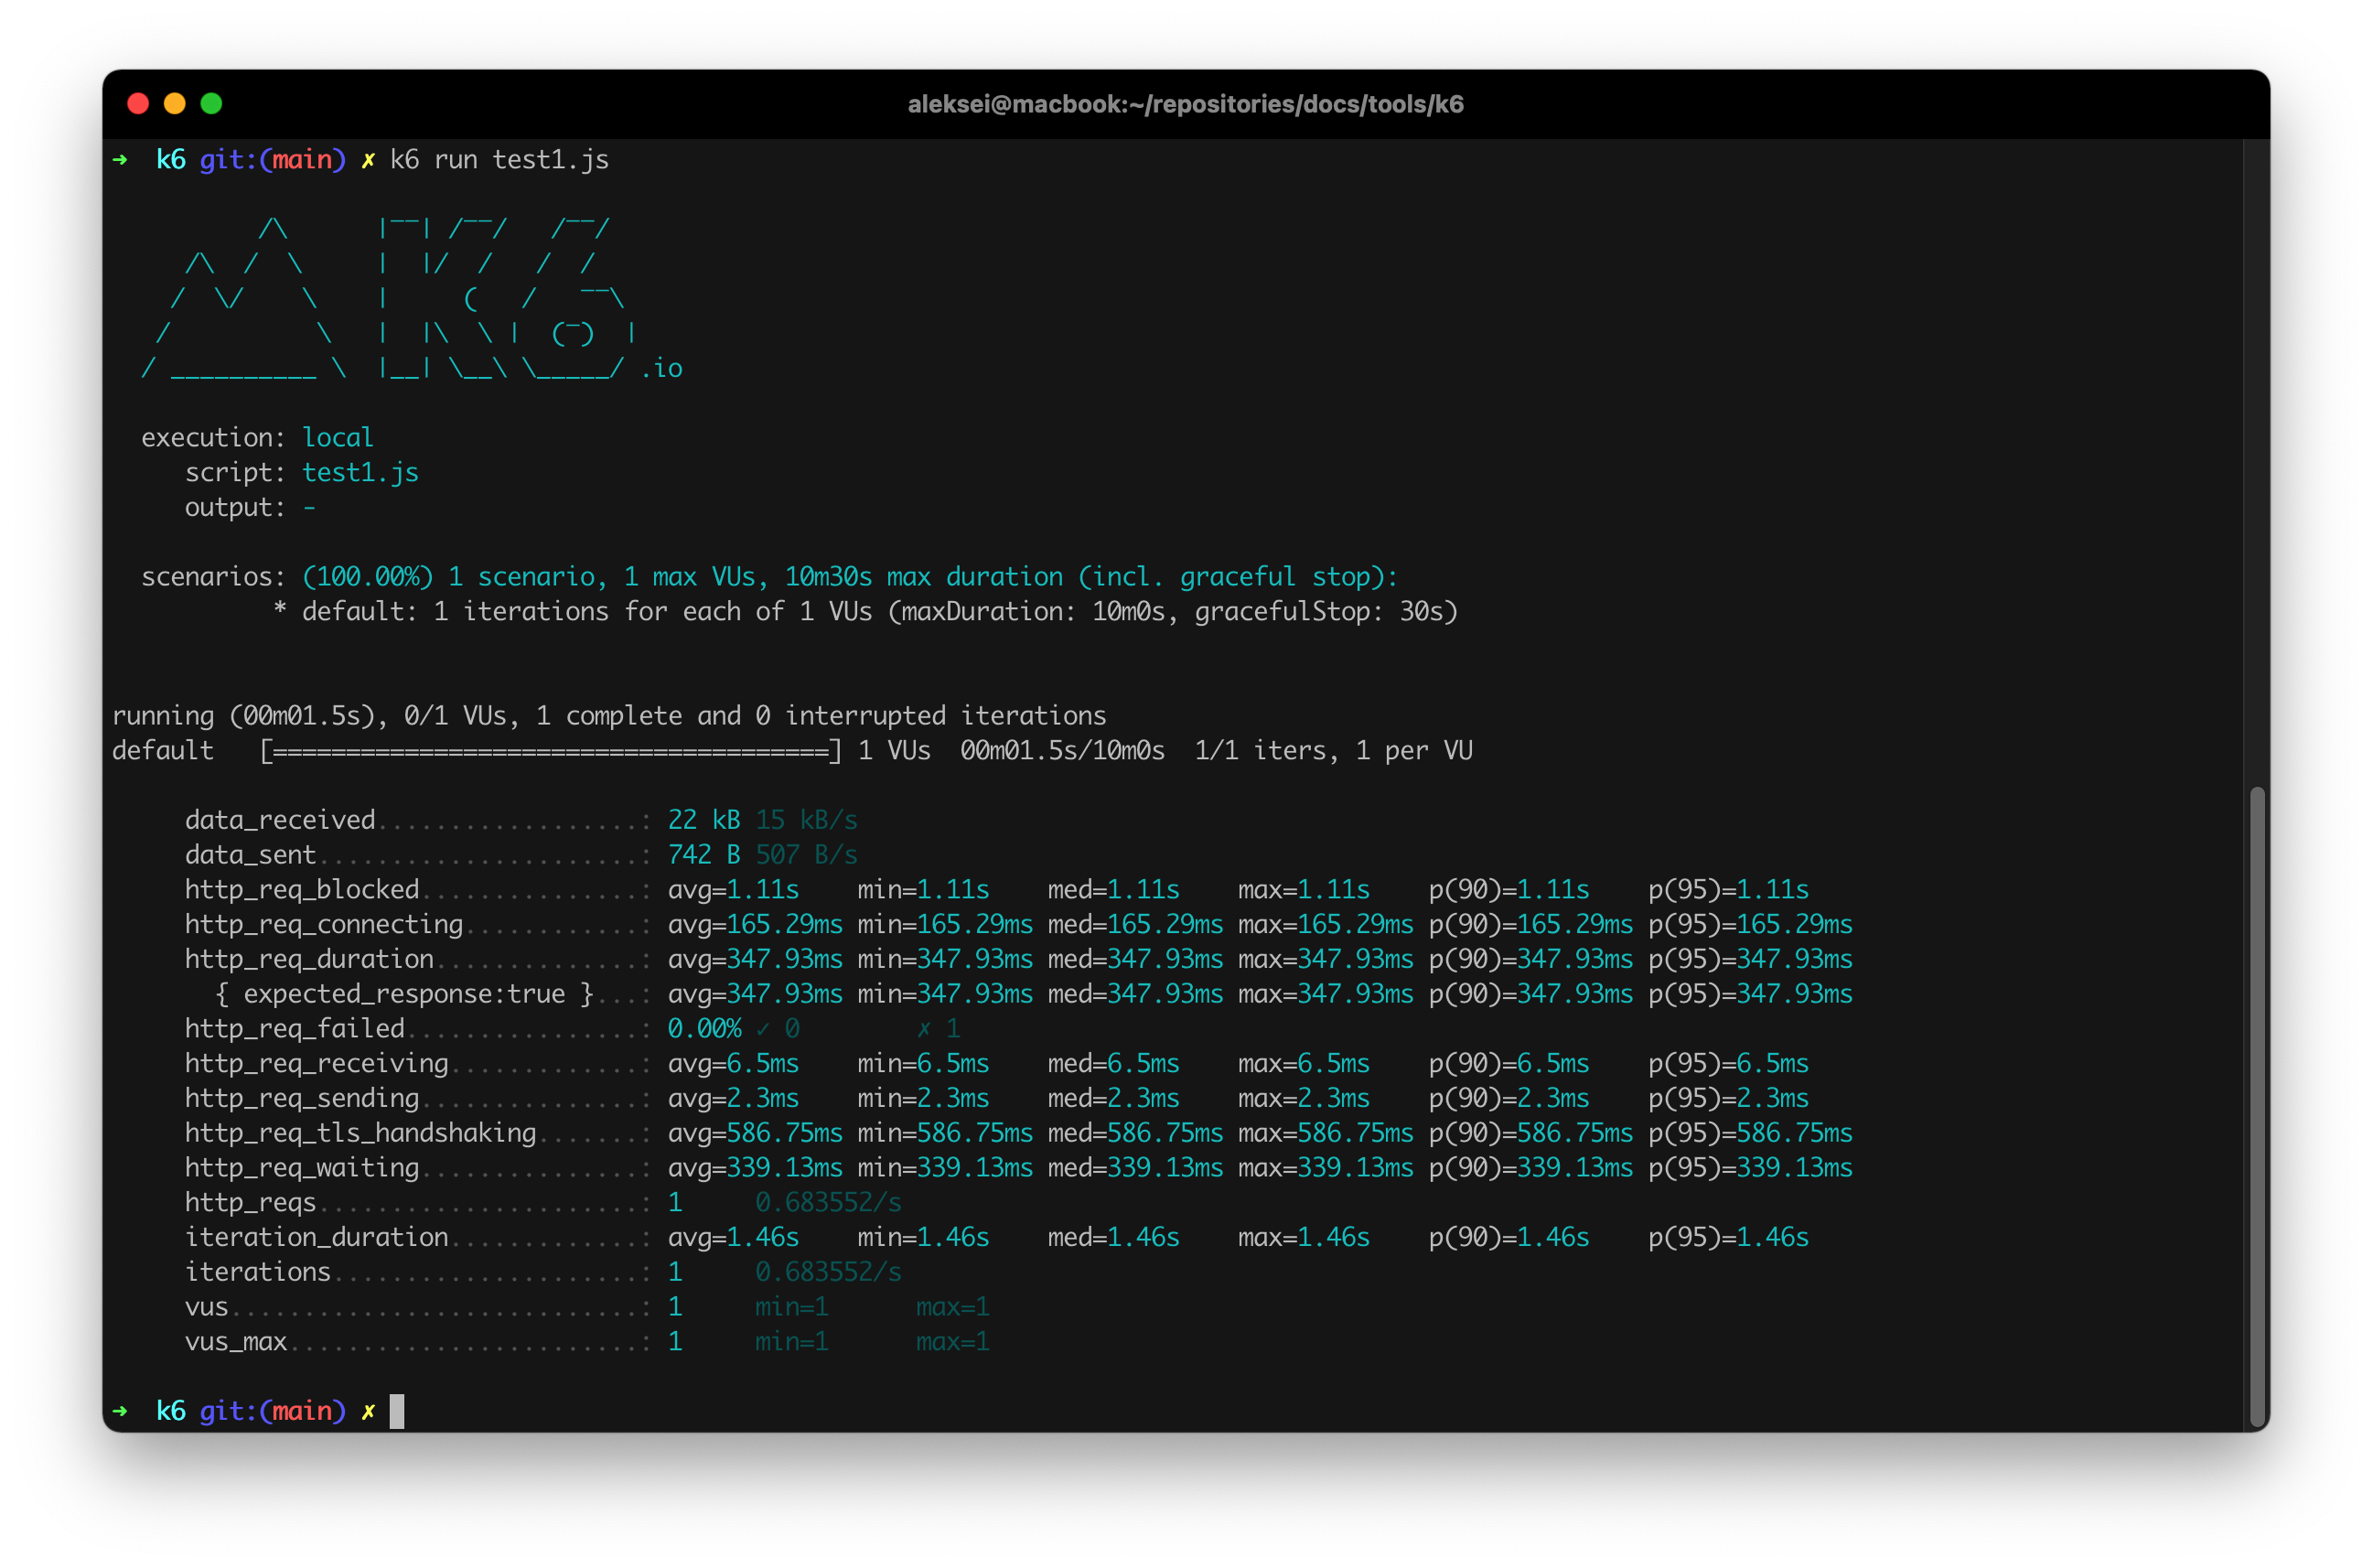 aleksei@macbook:~/repositories/docs/tools/k6
➜  k6 git:(main) ✗ k6 run test1.js
          /\      |‾‾| /‾‾/   /‾‾/
     /\  /  \     |  |/  /   /  /
    /  \/    \    |     (   /   ‾‾\
   /          \   |  |\  \ |  (‾)  |
  / __________ \  |__| \__\ \_____/ .io
  execution: local
     script: test1.js
     output: -
  scenarios: (100.00%) 1 scenario, 1 max VUs, 10m30s max duration (incl. graceful stop):
           * default: 1 iterations for each of 1 VUs (maxDuration: 10m0s, gracefulStop: 30s)
running (00m01.5s), 0/1 VUs, 1 complete and 0 interrupted iterations
default   [======================================] 1 VUs  00m01.5s/10m0s  1/1 iters, 1 per VU
     data_received..................: 22 kB 15 kB/s
     data_sent......................: 742 B 507 B/s
     http_req_blocked...............: avg=1.11s    min=1.11s    med=1.11s    max=1.11s    p(90)=1.11s    p(95)=1.11s
     http_req_connecting............: avg=165.29ms min=165.29ms med=165.29ms max=165.29ms p(90)=165.29ms p(95)=165.29ms
     http_req_duration..............: avg=347.93ms min=347.93ms med=347.93ms max=347.93ms p(90)=347.93ms p(95)=347.93ms
       { expected_response:true }...: avg=347.93ms min=347.93ms med=347.93ms max=347.93ms p(90)=347.93ms p(95)=347.93ms
     http_req_failed................: 0.00% ✓ 0        ✗ 1
     http_req_receiving.............: avg=6.5ms    min=6.5ms    med=6.5ms    max=6.5ms    p(90)=6.5ms    p(95)=6.5ms
     http_req_sending...............: avg=2.3ms    min=2.3ms    med=2.3ms    max=2.3ms    p(90)=2.3ms    p(95)=2.3ms
     http_req_tls_handshaking.......: avg=586.75ms min=586.75ms med=586.75ms max=586.75ms p(90)=586.75ms p(95)=586.75ms
     http_req_waiting...............: avg=339.13ms min=339.13ms med=339.13ms max=339.13ms p(90)=339.13ms p(95)=339.13ms
     http_reqs......................: 1     0.683552/s
     iteration_duration.............: avg=1.46s    min=1.46s    med=1.46s    max=1.46s    p(90)=1.46s    p(95)=1.46s
     iterations.....................: 1     0.683552/s
     vus............................: 1     min=1      max=1
     vus_max........................: 1     min=1      max=1
➜  k6 git:(main) ✗